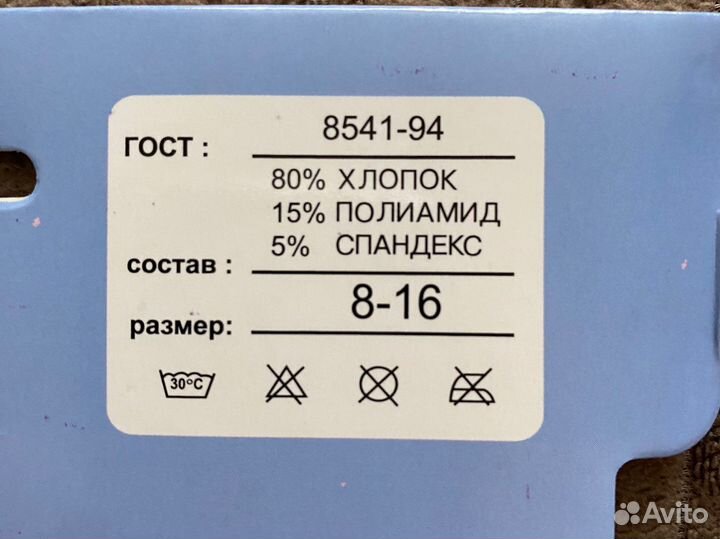 ГОСТ : 8541-94
80% ХЛОПОК
15% ПОЛИАМИД
5% СПАНДЕКС
состав :
размер: 8-16
30°C
Avito